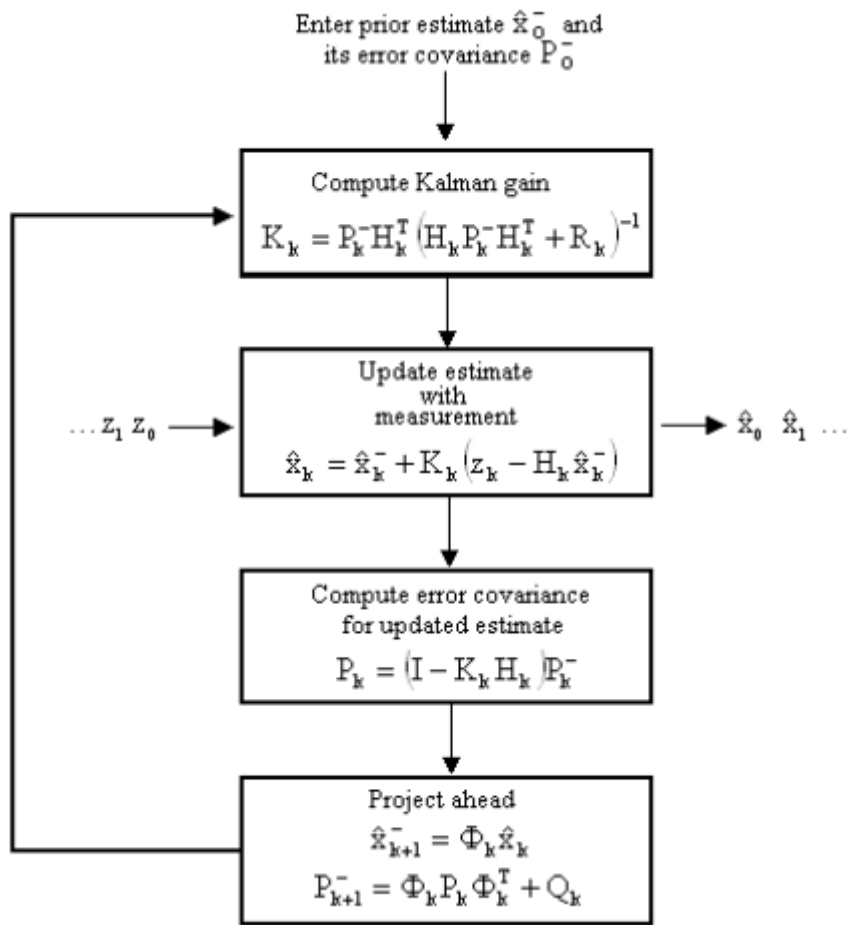 Enter prior estimate x̂₀⁻ and
its error covariance P₀⁻
Compute Kalman gain
Kₖ = Pₖ⁻Hₖᵀ(HₖPₖ⁻Hₖᵀ + Rₖ)⁻¹
Update estimate
with
measurement
... z₁ z₀
x̂ₖ = x̂ₖ⁻ + Kₖ(zₖ − Hₖx̂ₖ⁻)
x̂₀ x̂₁ ...
Compute error covariance
for updated estimate
Pₖ = (I − KₖHₖ)Pₖ⁻
Project ahead
x̂ₖ₊₁⁻ = Φₖx̂ₖ
Pₖ₊₁⁻ = ΦₖPₖΦₖᵀ + Qₖ